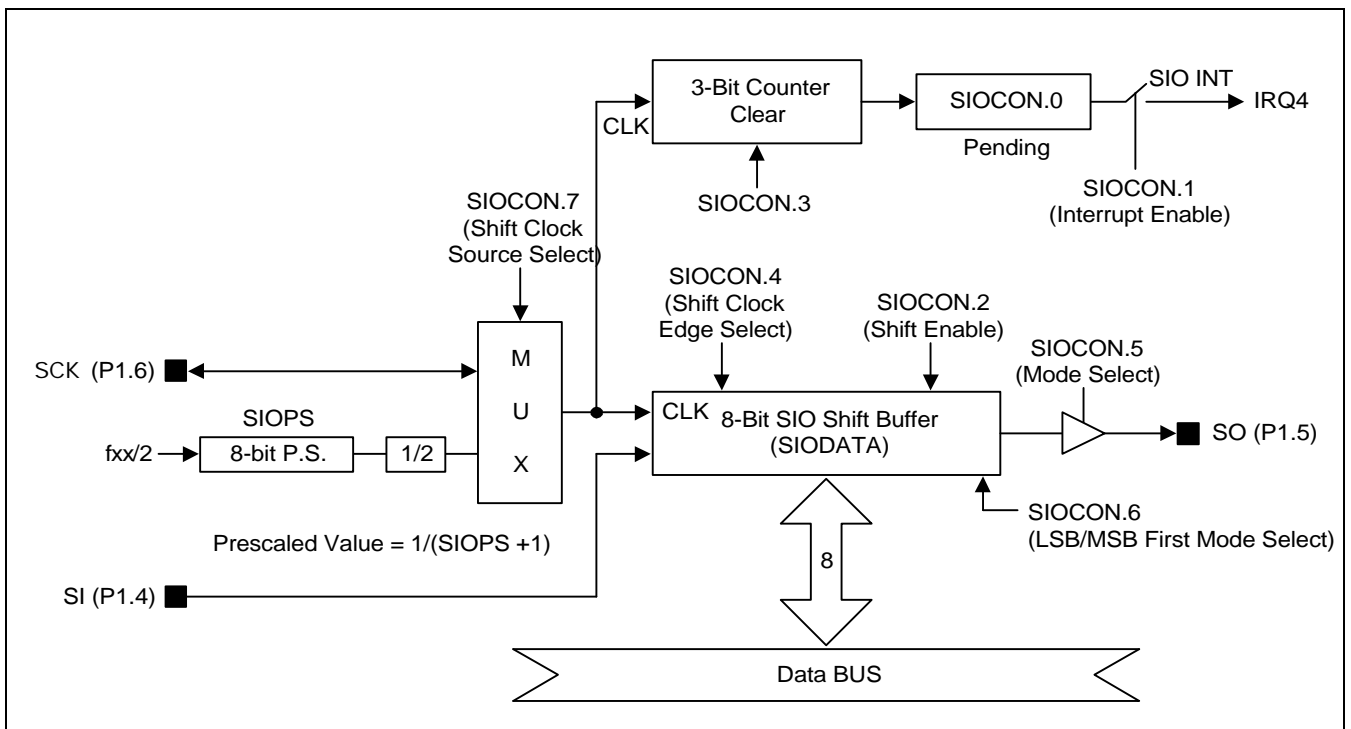 3-Bit Counter
Clear
CLK
SIOCON.3
SIOCON.0
Pending
SIO INT
IRQ4
SIOCON.1
(Interrupt Enable)
SIOCON.7
(Shift Clock
Source Select)
SIOCON.4
(Shift Clock
Edge Select)
SIOCON.2
(Shift Enable)
SIOCON.5
(Mode Select)
SCK (P1.6)
M
U
X
SIOPS
fxx/2
8-bit P.S.
1/2
CLK
8-Bit SIO Shift Buffer
(SIODATA)
SO (P1.5)
SIOCON.6
(LSB/MSB First Mode Select)
Prescaled Value = 1/(SIOPS +1)
SI (P1.4)
8
Data BUS